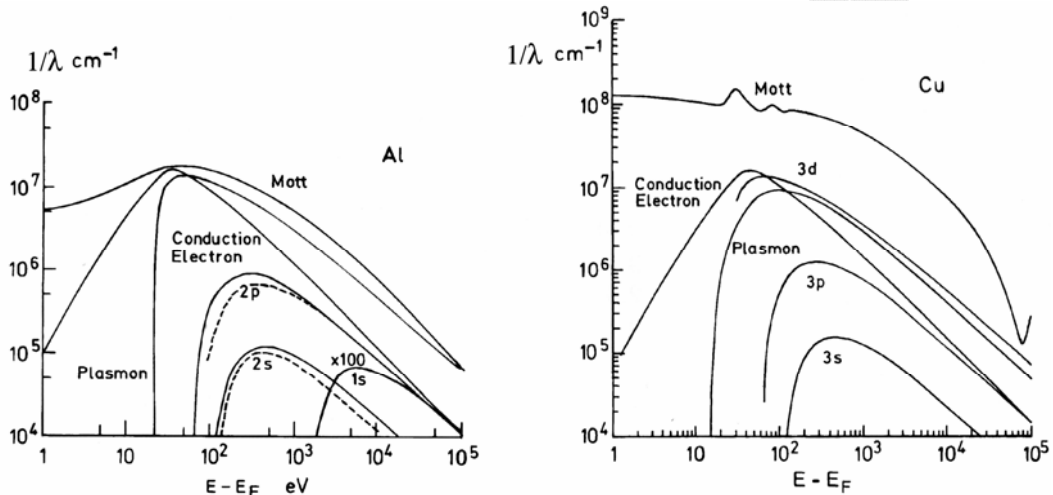 1/λ cm⁻¹
10⁸
10⁷
10⁶
10⁵
10⁴
Al
Mott
Conduction
Electron
2p
2s
×100
1s
Plasmon
1
10
10²
10³
10⁴
10⁵
E – E_F eV
1/λ cm⁻¹
10⁹
10⁸
10⁷
10⁶
10⁵
10⁴
Cu
Mott
3d
Conduction
Electron
Plasmon
3p
3s
1
10
10²
10³
10⁴
10⁵
E – E_F